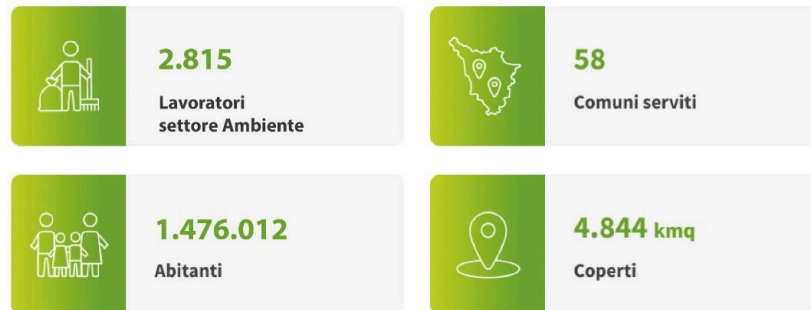 2.815
Lavoratori
settore Ambiente
58
Comuni serviti
1.476.012
Abitanti
4.844 kmq
Coperti